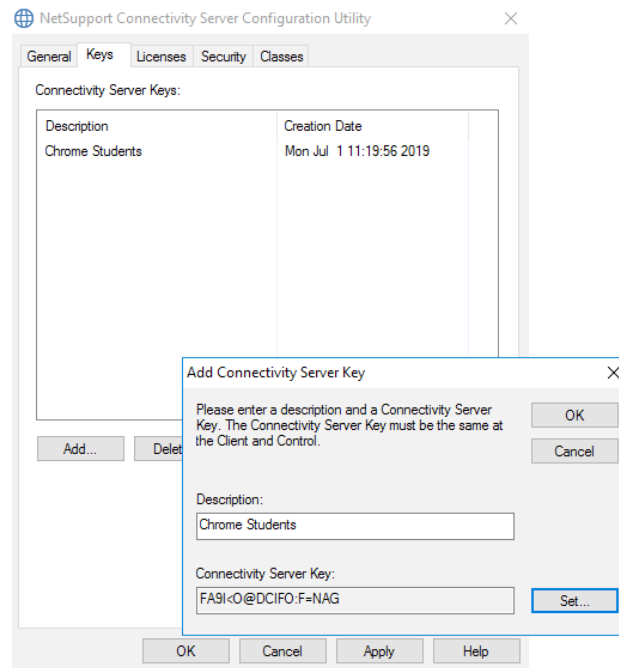 NetSupport Connectivity Server Configuration Utility
General Keys Licenses Security Classes
Connectivity Server Keys:
Description Creation Date
Chrome Students Mon Jul 1 11:19:56 2019
Add Connectivity Server Key
Please enter a description and a Connectivity Server
Key. The Connectivity Server Key must be the same at
the Client and Control.
OK
Cancel
Add... Delet
Description:
Chrome Students
Connectivity Server Key:
FA9I<O@DCIFO:F=NAG
Set...
OK Cancel Apply Help